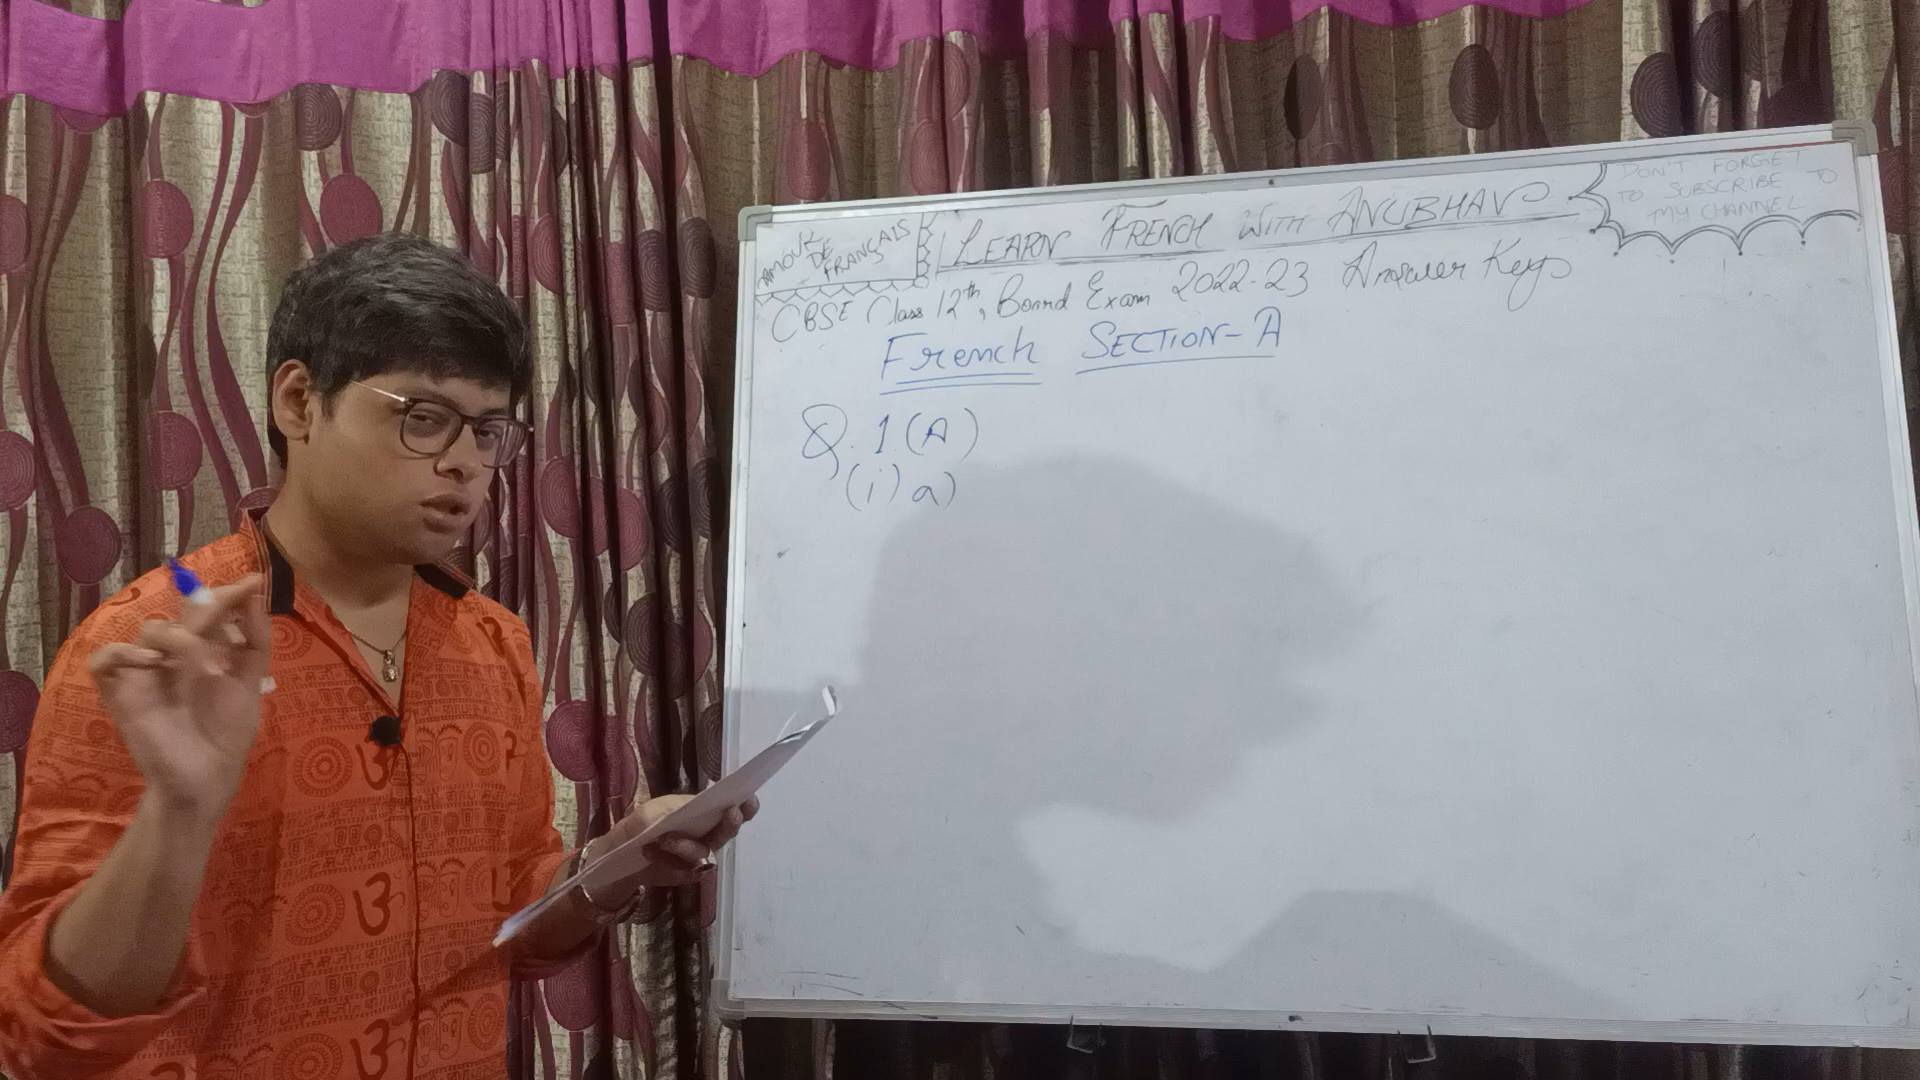 AMOUR
DE
FRANÇAIS
LEARN FRENCH WITH ANUBHAV
DON'T FORGET
TO SUBSCRIBE TO
MY CHANNEL
CBSE Class 12th, Board Exam 2022-23 Answer Key
French SECTION-A
Q. 1 (A)
(i) a)